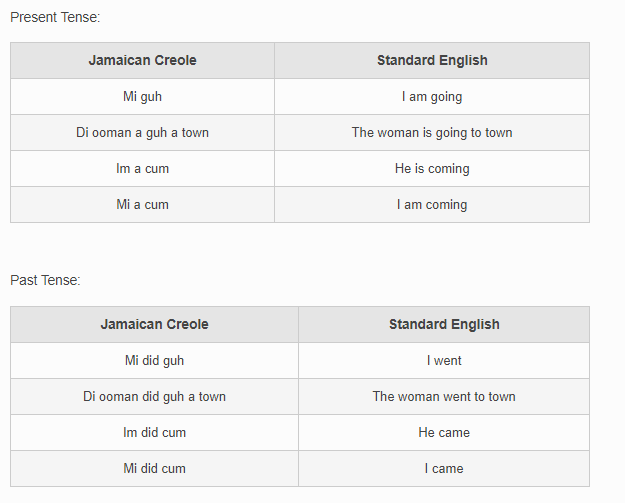 Present Tense:
Jamaican Creole Standard English
Mi guh I am going
Di ooman a guh a town The woman is going to town
Im a cum He is coming
Mi a cum I am coming
Past Tense:
Jamaican Creole Standard English
Mi did guh I went
Di ooman did guh a town The woman went to town
Im did cum He came
Mi did cum I came